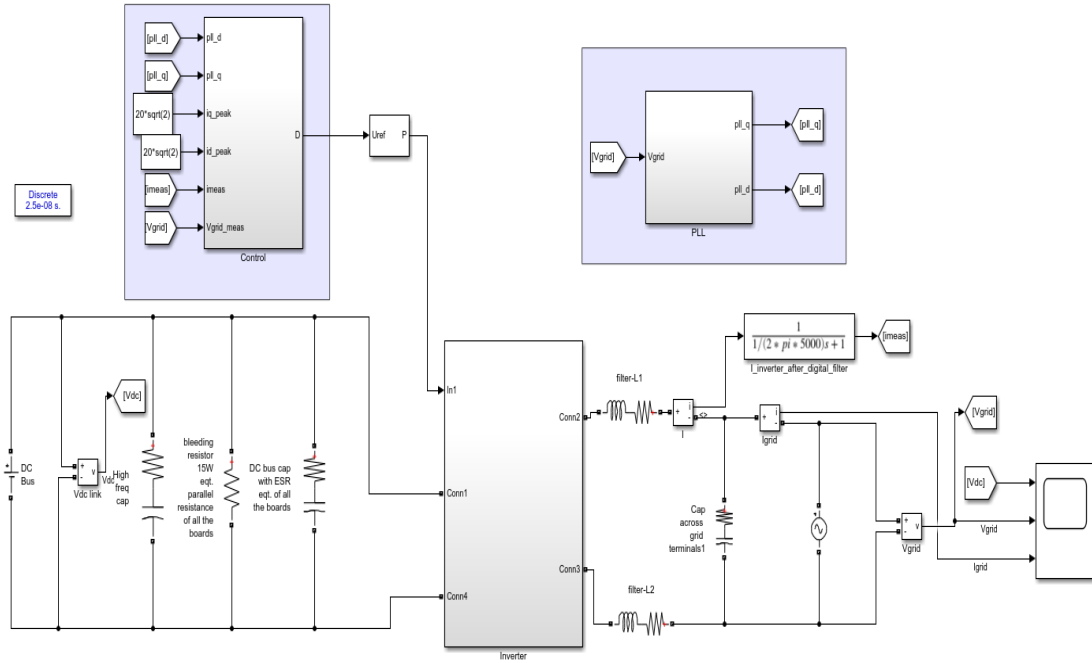 [pll_d]
pll_d
[pll_q]
pll_q
20*sqrt(2)
iq_peak
20*sqrt(2)
id_peak
[imeas]
imeas
[Vgrid]
Vgrid_meas
D
Control
Uref
P
[Vgrid]
Vgrid
pll_q
pll_d
[pll_q]
[pll_d]
PLL
Discrete
2.5e-08 s.
DC
Bus
+
-
v
Vdc link
Vdc
[Vdc]
High
freq
cap
bleeding
resistor
15W
eqt.
parallel
resistance
of all the
boards
DC bus cap
with ESR
eqt. of all
the boards
In1
Conn1
Conn4
Conn2
Conn3
Inverter
filter-L1
filter-L2
+
-
i
I
<>
1
1/(2 * pi * 5000)s + 1
I_inverter_after_digital_filter
[imeas]
+
-
i
Igrid
Cap
across
grid
terminals1
+
-
v
Vgrid
[Vgrid]
[Vdc]
Vgrid
Igrid